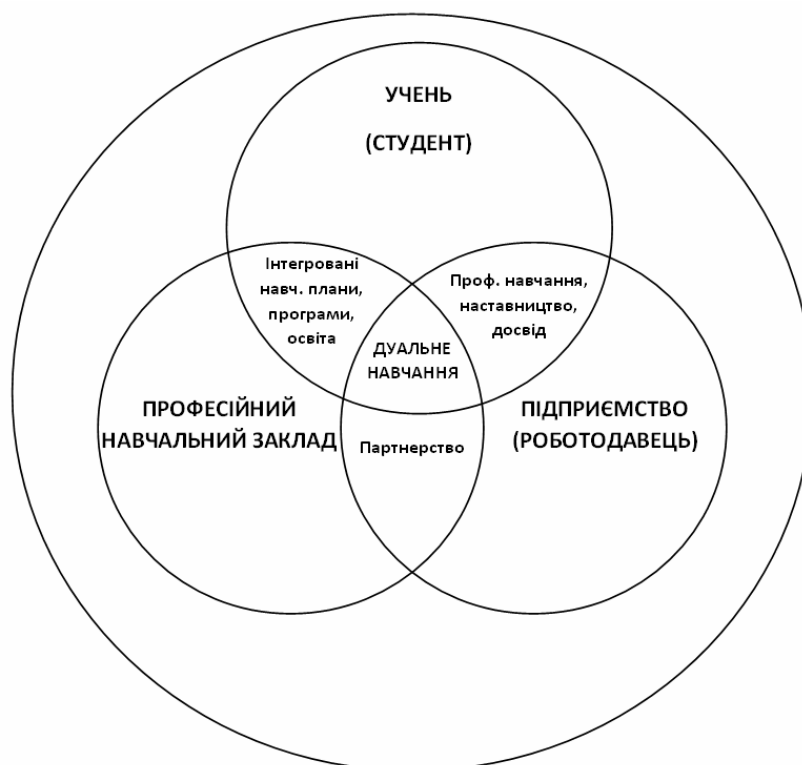 УЧЕНЬ
(СТУДЕНТ)
Інтегровані
навч. плани,
програми,
освіта
Проф. навчання,
наставництво,
досвід
ДУАЛЬНЕ
НАВЧАННЯ
ПРОФЕСІЙНИЙ
НАВЧАЛЬНИЙ ЗАКЛАД
ПІДПРИЄМСТВО
(РОБОТОДАВЕЦЬ)
Партнерство